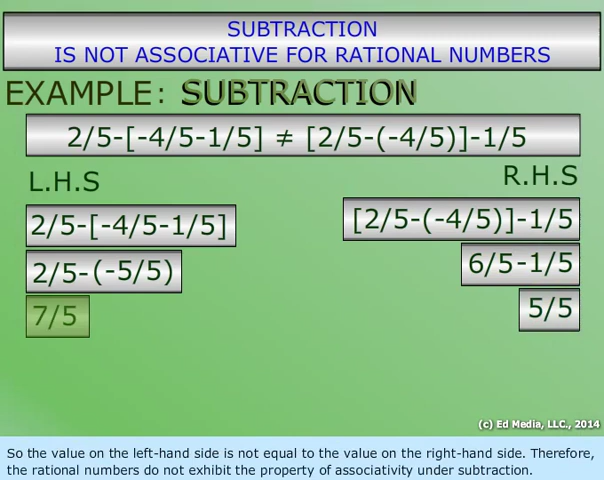 SUBTRACTION
IS NOT ASSOCIATIVE FOR RATIONAL NUMBERS
EXAMPLE: SUBTRACTION
2/5-[-4/5-1/5] ≠ [2/5-(-4/5)]-1/5
L.H.S
2/5-[-4/5-1/5]
2/5-(-5/5)
7/5
R.H.S
[2/5-(-4/5)]-1/5
6/5-1/5
5/5
(c) Ed Media, LLC., 2014
So the value on the left-hand side is not equal to the value on the right-hand side. Therefore,
the rational numbers do not exhibit the property of associativity under subtraction.